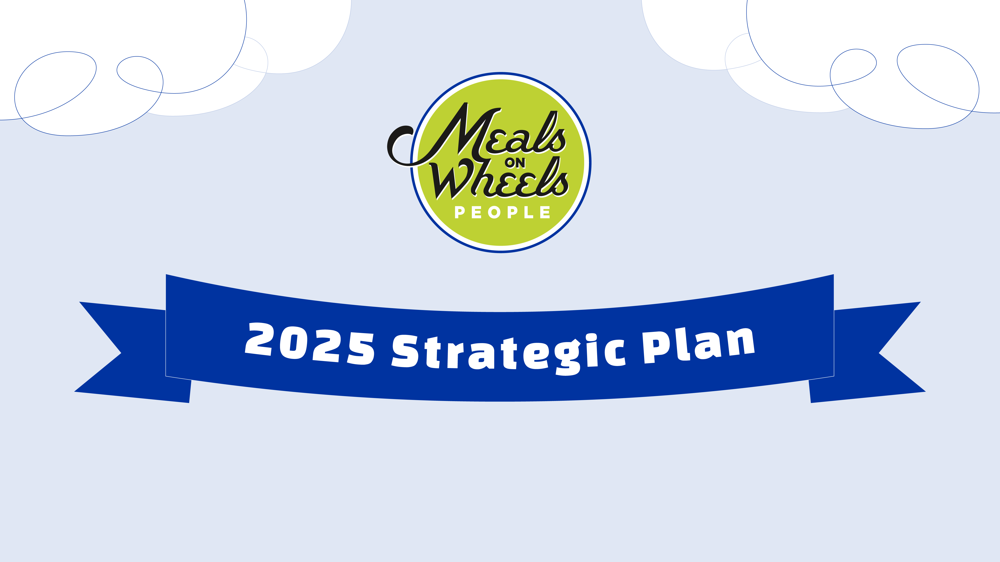 Meals
ON
Wheels
PEOPLE
2025 Strategic Plan